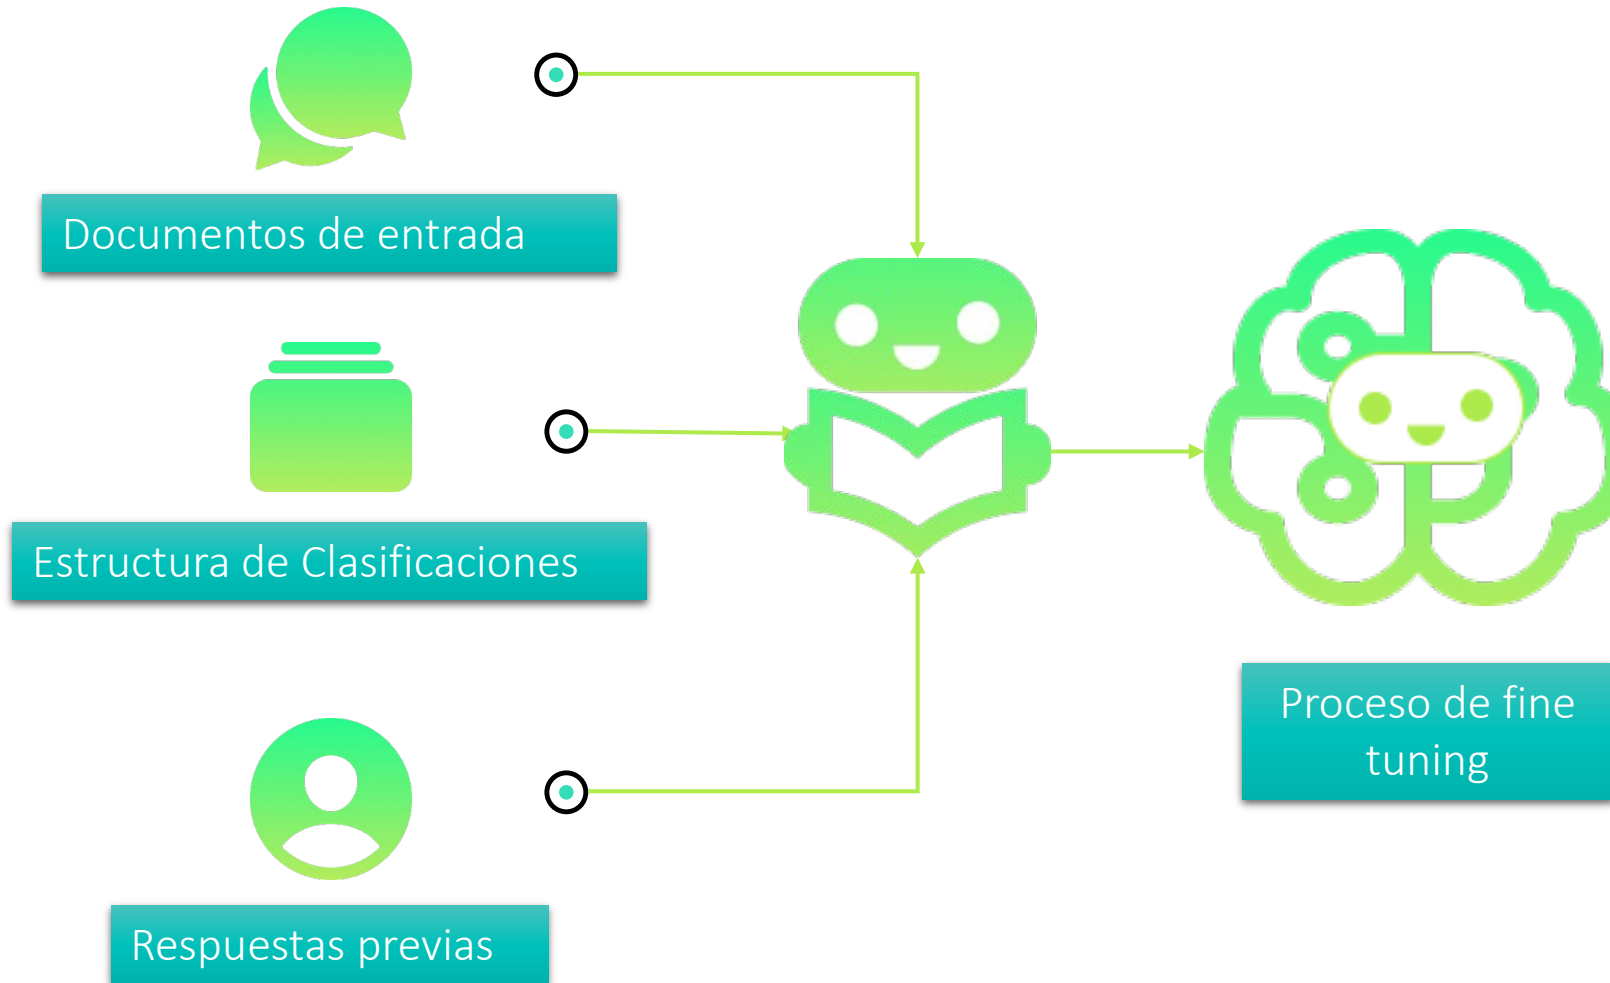 Documentos de entrada
Estructura de Clasificaciones
Respuestas previas
Proceso de fine
tuning